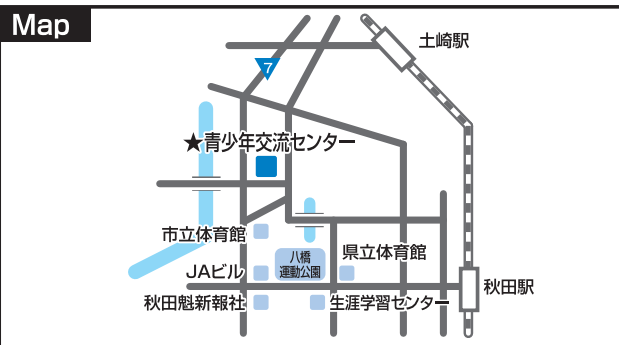 Map
土崎駅
7
★青少年交流センター
市立体育館
八橋
運動公園
県立体育館
JAビル
秋田駅
秋田魁新報社
生涯学習センター